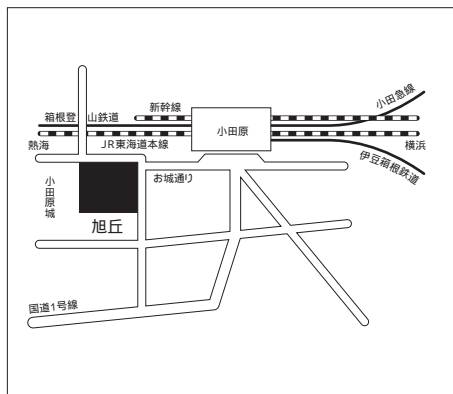 新幹線
小田急線
箱根登山鉄道
小田原
熱海
JR東海道本線
横浜
伊豆箱根鉄道
お城通り
小田原城
旭丘
国道1号線